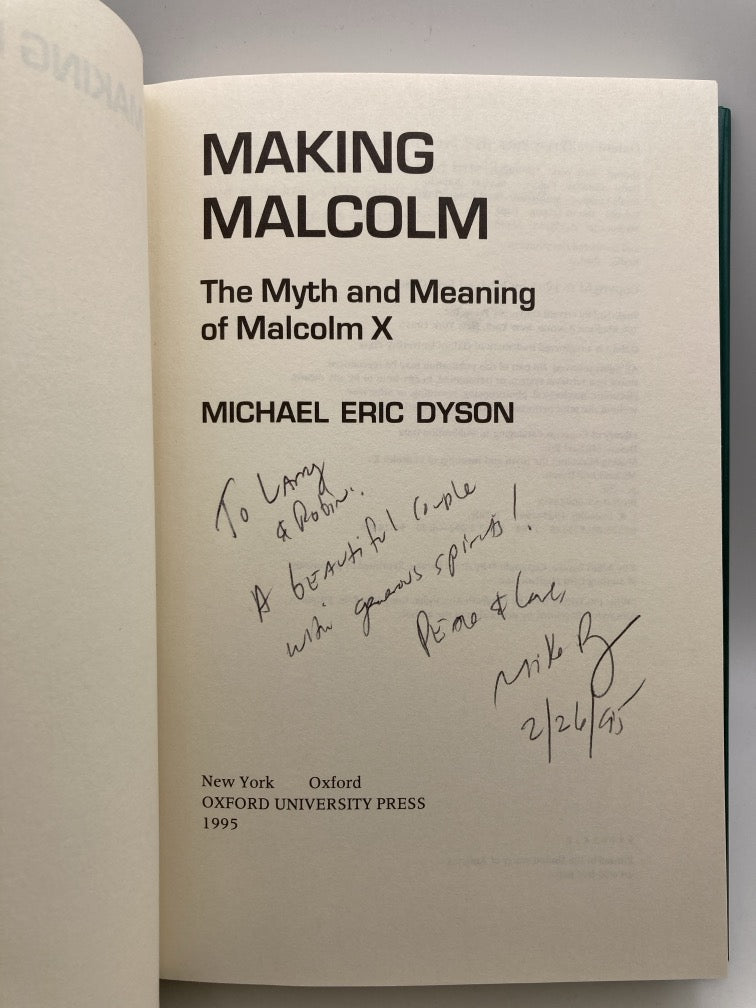 MAKING
MALCOLM
The Myth and Meaning
of Malcolm X
MICHAEL ERIC DYSON
To Larry
& Robin:
A beautiful couple
with generous spirits!
Peace & Love,
Mike
2/26/95
New York Oxford
OXFORD UNIVERSITY PRESS
1995